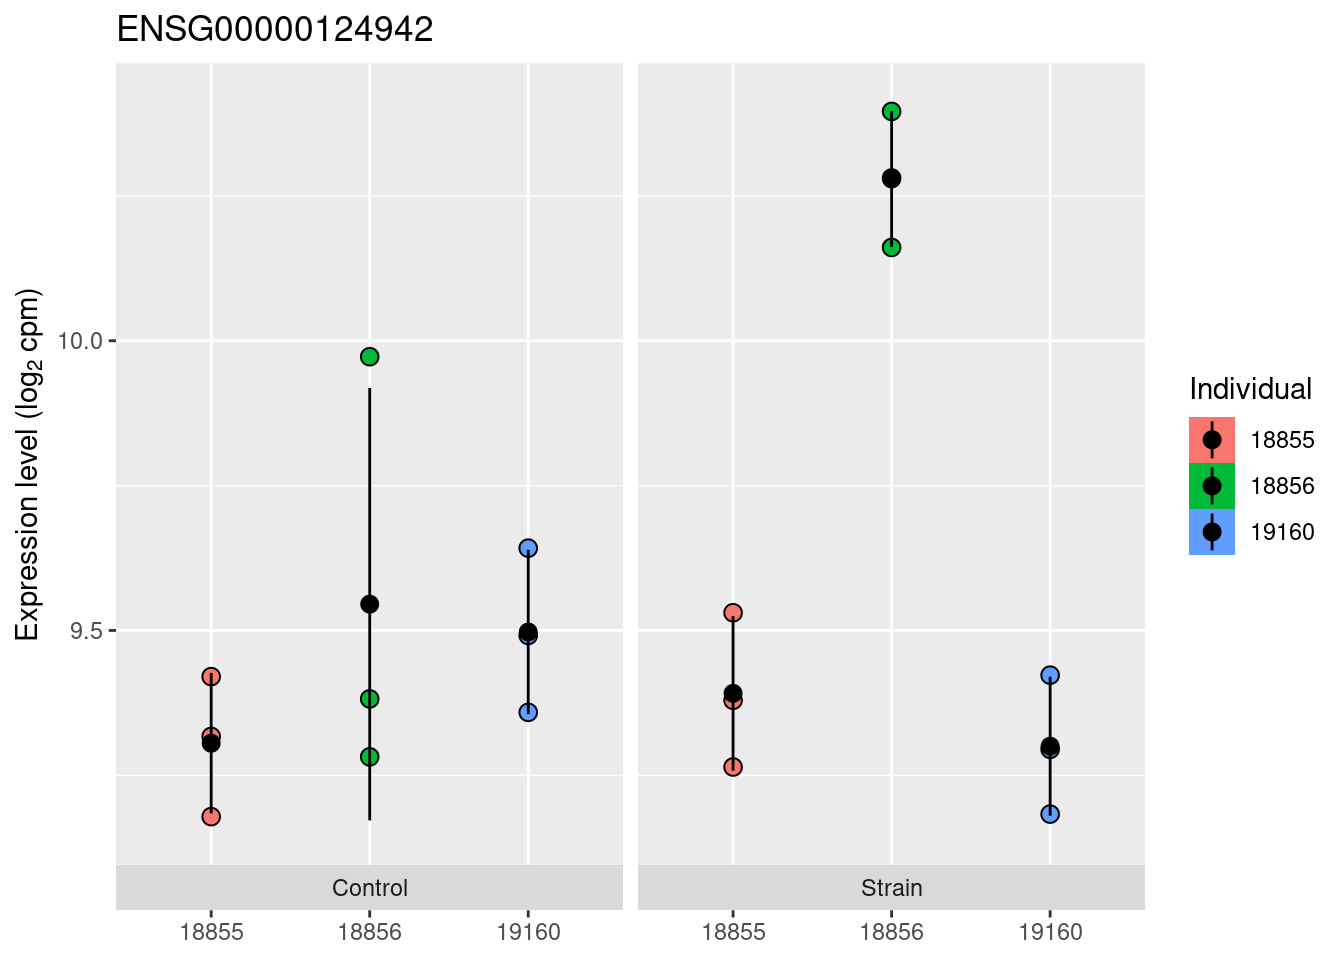 ENSG00000124942
Expression level (log₂ cpm)
10.0
9.5
Control
Strain
18855
18856
19160
18855
18856
19160
Individual
18855
18856
19160